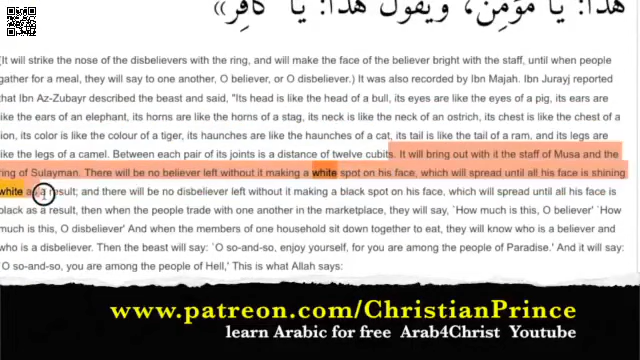 هذا: يا مؤمن، ويقول هذا: يا كافر»
(It will strike the nose of the disbelievers with the ring, and will make the face of the believer bright with the staff, until when people
gather for a meal, they will say to one another, O believer, or O disbeliever.) It was also recorded by Ibn Majah. Ibn Jurayj reported
that Ibn Az-Zubayr described the beast and said, "Its head is like the head of a bull, its eyes are like the eyes of a pig, its ears are
like the ears of an elephant, its horns are like the horns of a stag, its neck is like the neck of an ostrich, its chest is like the chest of a
ion, its color is like the colour of a tiger, its haunches are like the haunches of a cat, its tail is like the tail of a ram, and its legs are
like the legs of a camel. Between each pair of its joints is a distance of twelve cubits. It will bring out with it the staff of Musa and the
ring of Sulayman. There will be no believer left without it making a white spot on his face, which will spread until all his face is shining
white as a result; and there will be no disbeliever left without it making a black spot on his face, which will spread until all his face is
black as a result, then when the people trade with one another in the marketplace, they will say, `How much is this, O believer' `How
much is this, O disbeliever' And when the members of one household sit down together to eat, they will know who is a believer and
who is a disbeliever. Then the beast will say: `O so-and-so, enjoy yourself, for you are among the people of Paradise.' And it will say:
`O so-and-so, you are among the people of Hell,' This is what Allah says:
www.patreon.com/ChristianPrince
learn Arabic for free Arab4Christ Youtube